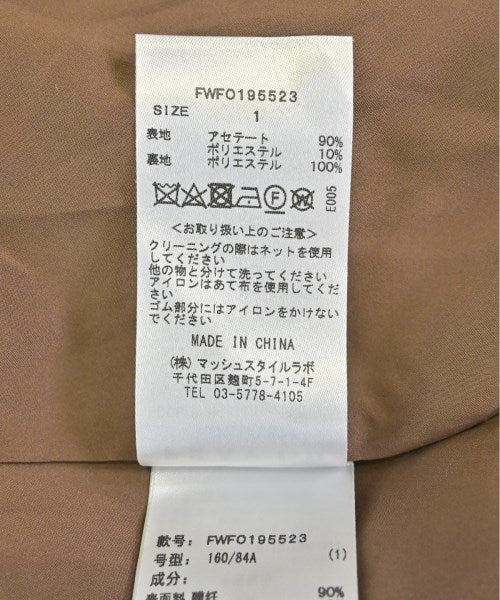 FWFO195523
SIZE 1
表地 アセテート 90%
ポリエステル 10%
裏地 ポリエステル 100%
F W E005
<お取り扱い上のご注意>
クリーニングの際はネットを使用
してください
他の物と分けて洗ってください
アイロンはあて布を使用してください
ゴム部分にはアイロンをかけない
でください
MADE IN CHINA
(株) マッシュスタイルラボ
千代田区麹町5-7-1-4F
TEL 03-5778-4105
款号: FWFO195523
号型: 160/84A (1)
成分:
表面料 醋纤 90%